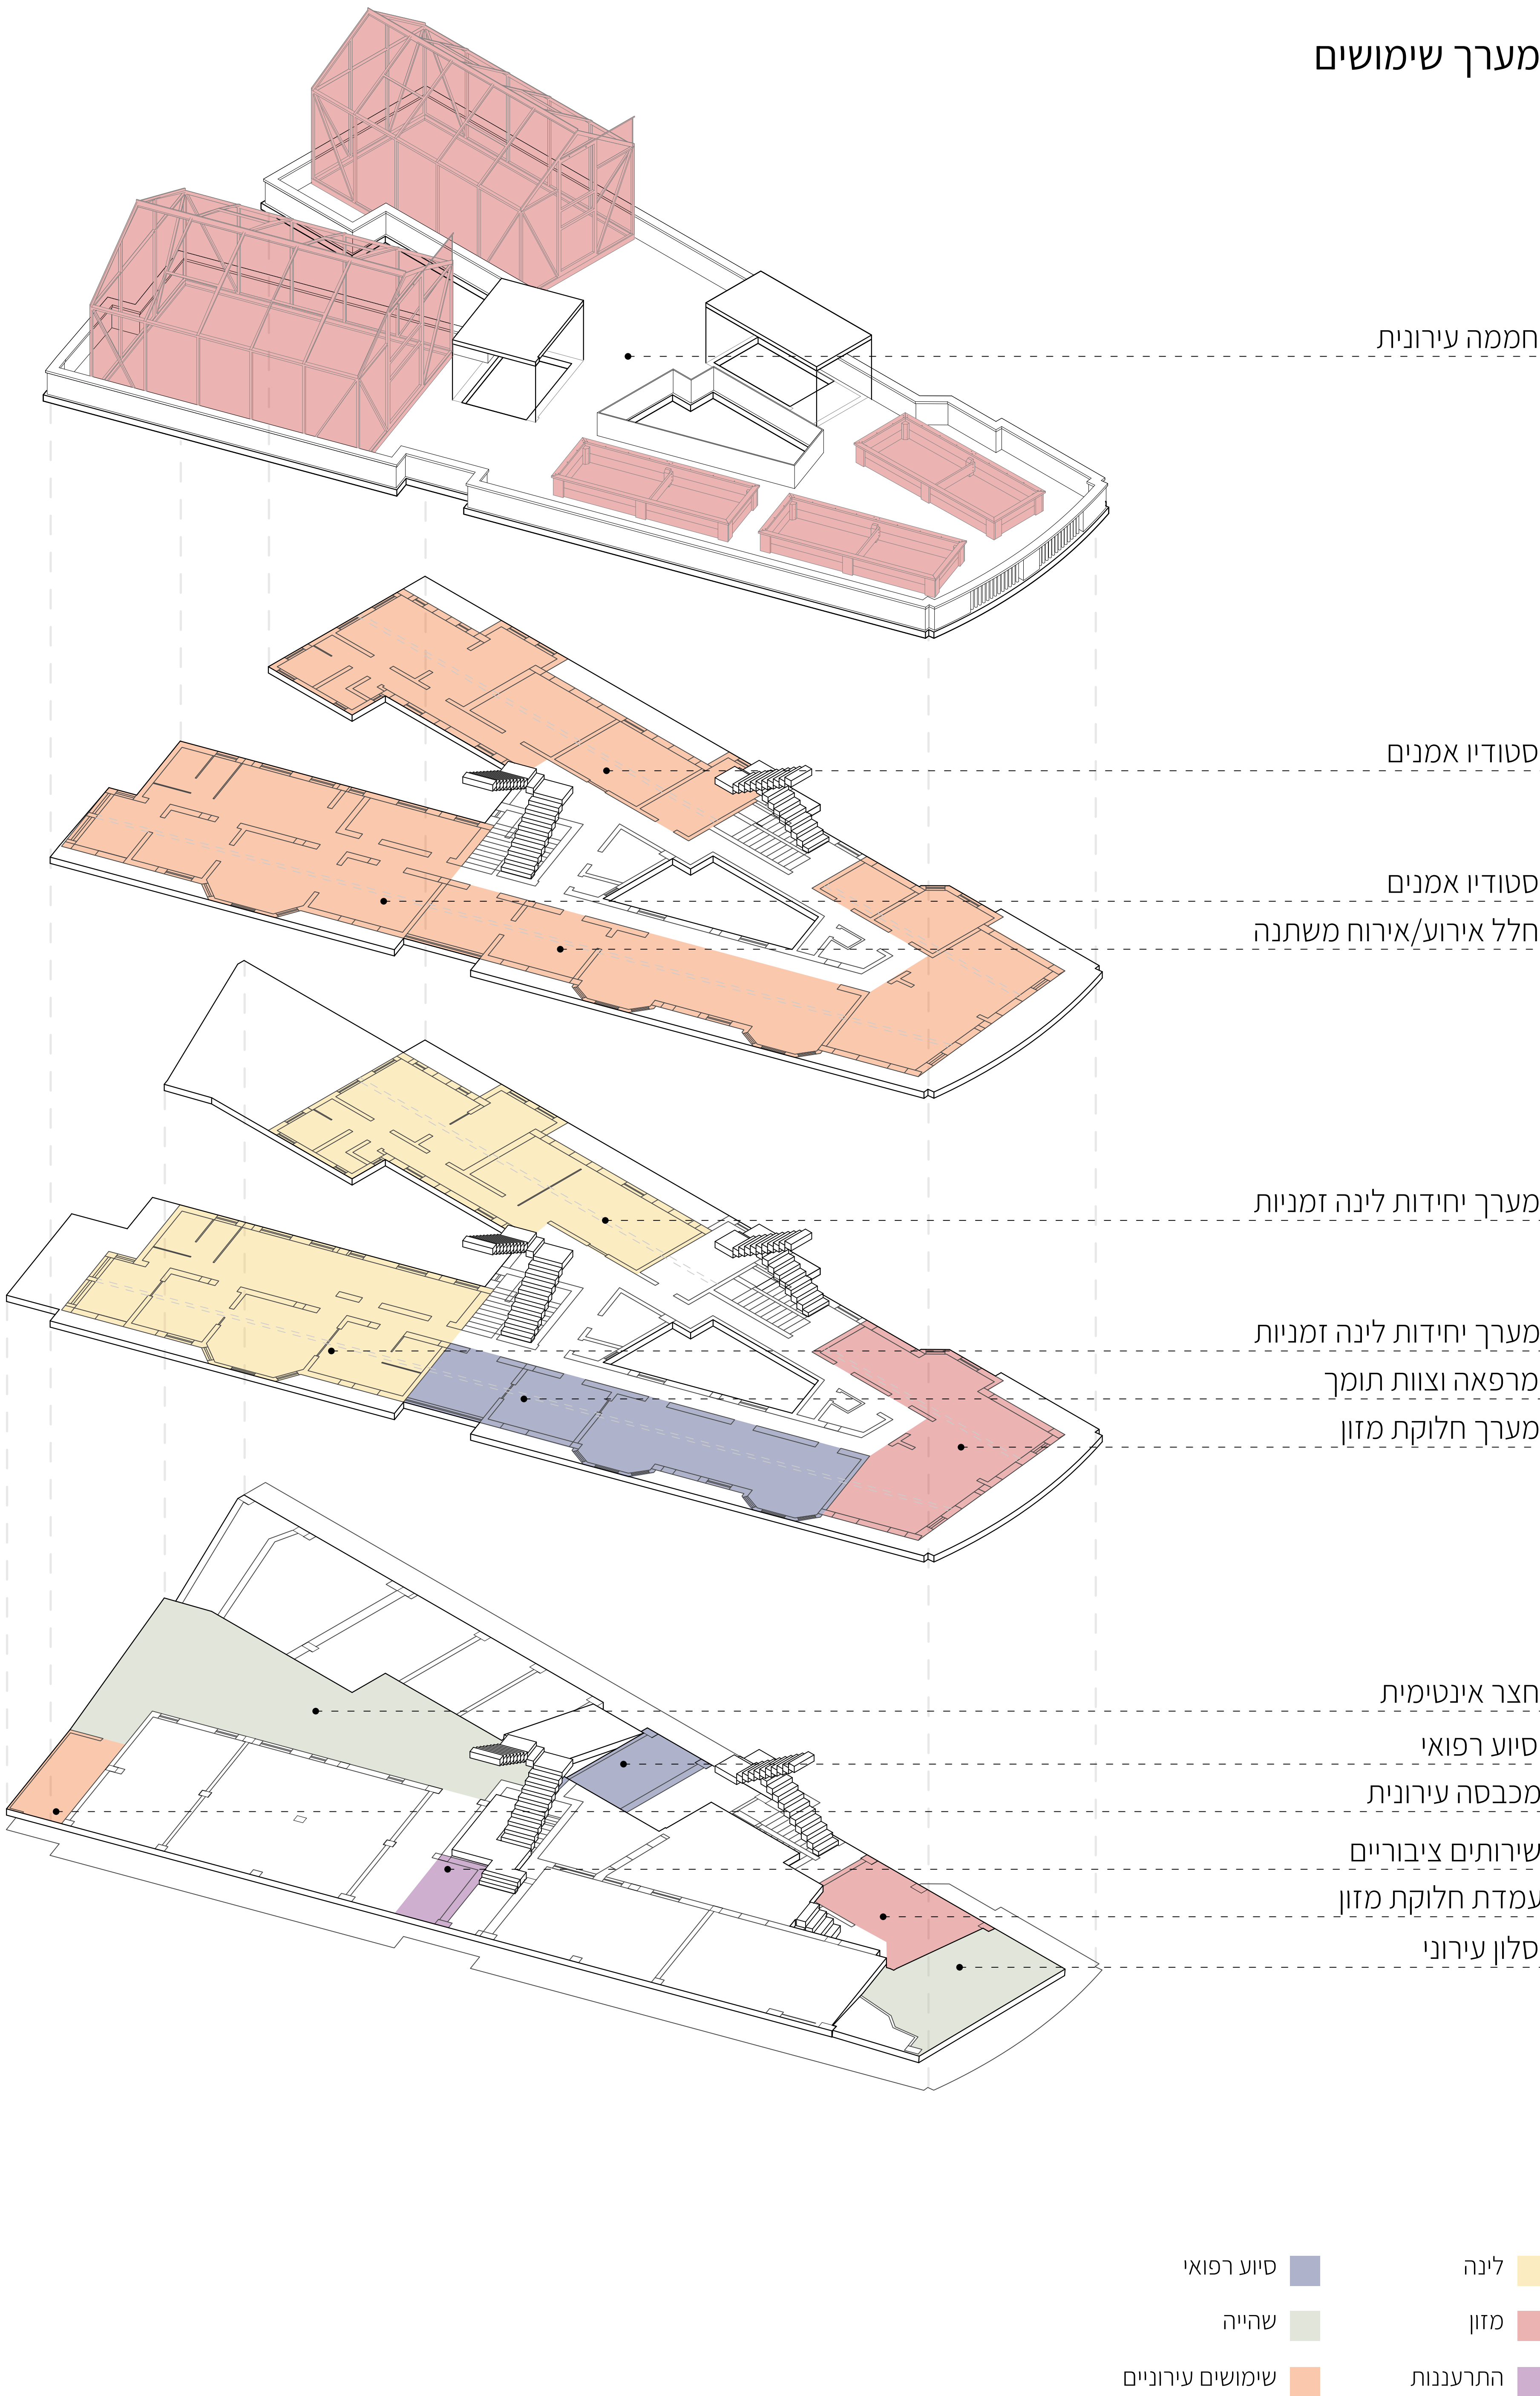 מערך שימושים
חממה עירונית
סטודיו אמנים
סטודיו אמנים
חלל אירוע/אירוח משתנה
מערך יחידות לינה זמניות
מערך יחידות לינה זמניות
מרפאה וצוות תומך
מערך חלוקת מזון
חצר אינטימית
סיוע רפואי
מכבסה עירונית
שירותים ציבוריים
עמדת חלוקת מזון
סלון עירוני
לינה
סיוע רפואי
מזון
שהייה
התרעננות
שימושים עירוניים